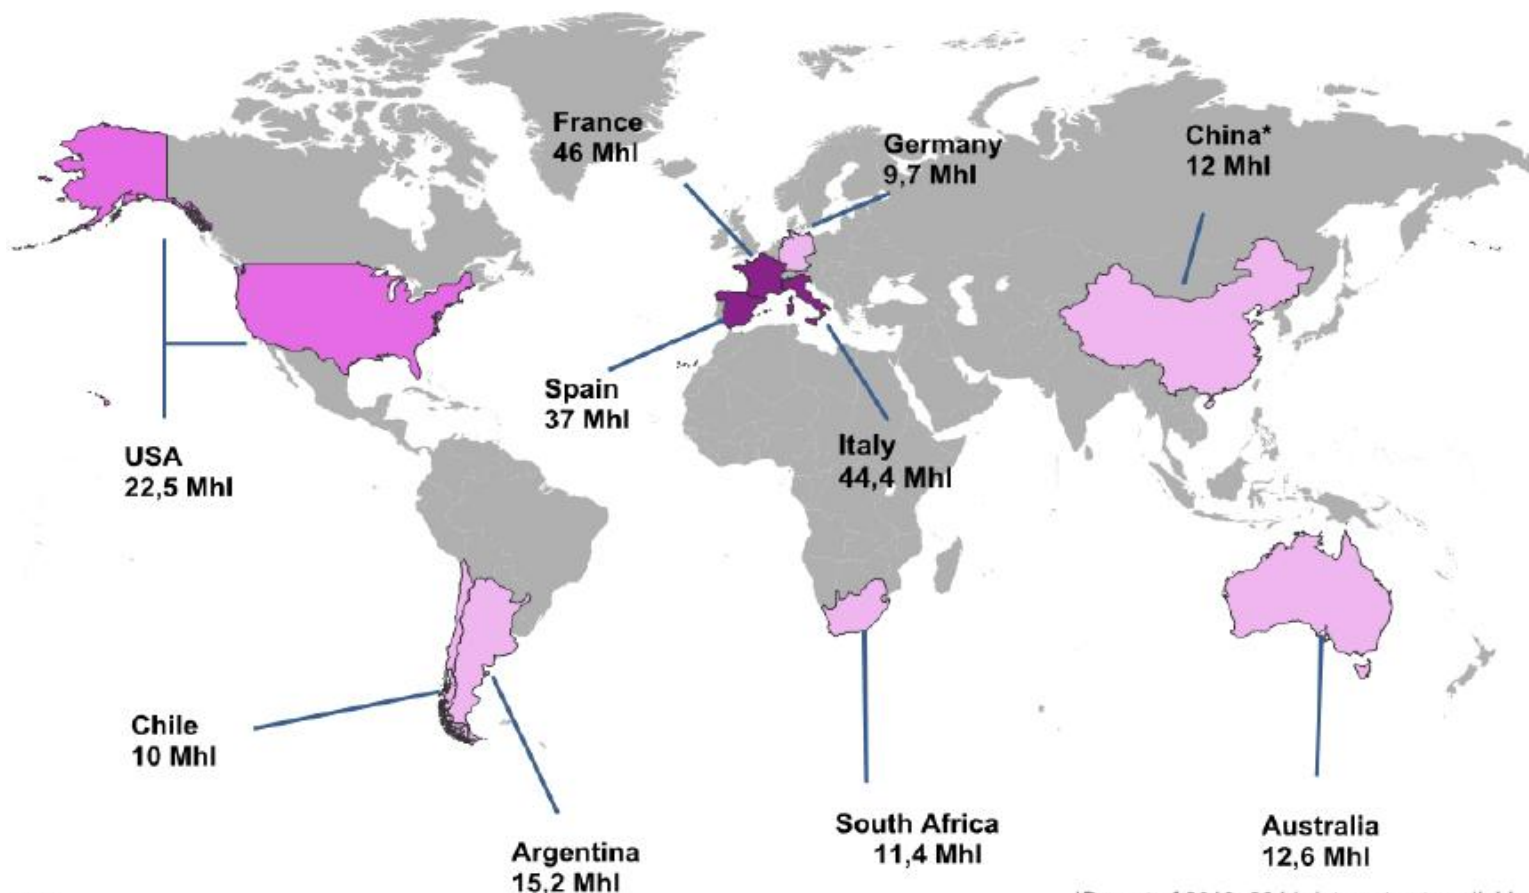 France
46 Mhl
Germany
9,7 Mhl
China*
12 Mhl
Spain
37 Mhl
Italy
44,4 Mhl
USA
22,5 Mhl
Chile
10 Mhl
Argentina
15,2 Mhl
South Africa
11,4 Mhl
Australia
12,6 Mhl